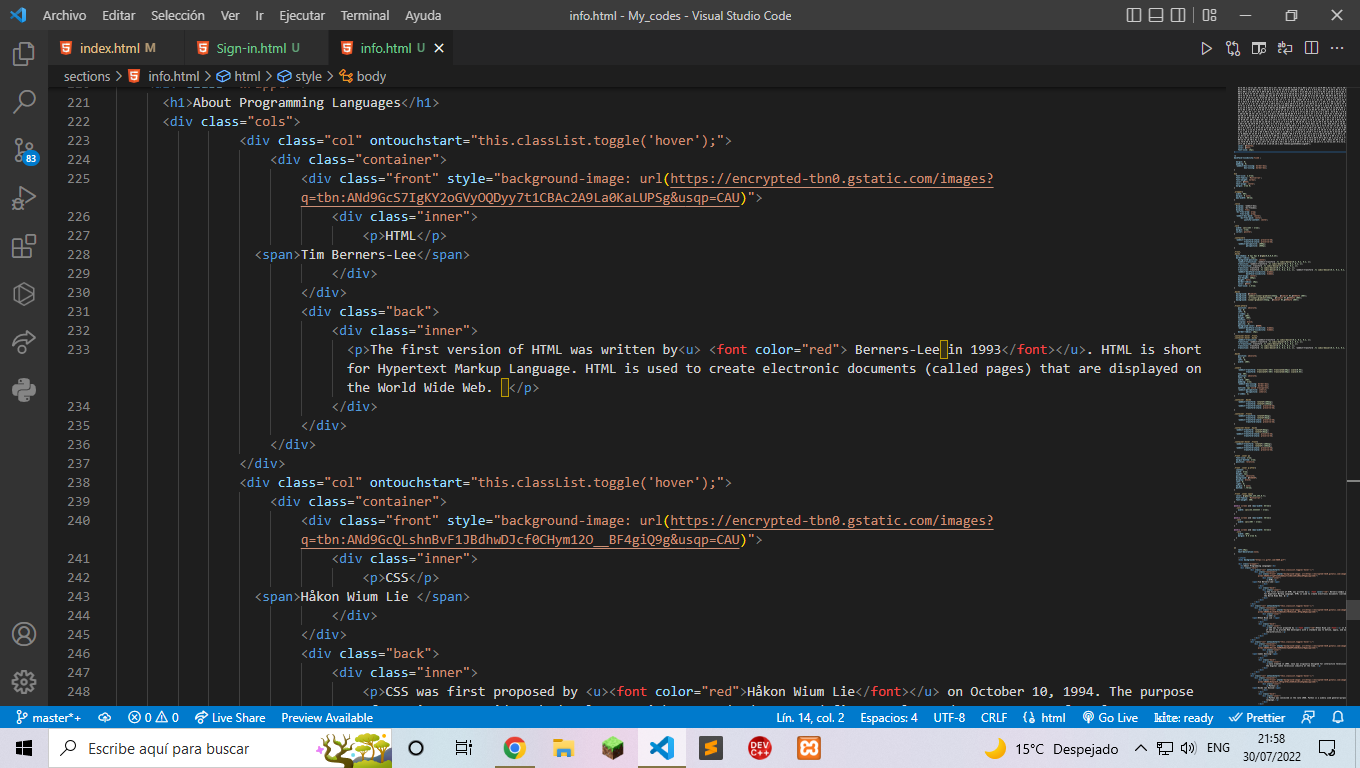 Archivo Editar Selección Ver Ir Ejecutar Terminal Ayuda info.html - My_codes - Visual Studio Code
index.html M Sign-in.html U info.html U
sections > info.html > html > style > body
221 <h1>About Programming Languages</h1>
222 <div class="cols">
223 <div class="col" ontouchstart="this.classList.toggle('hover');">
224 <div class="container">
225 <div class="front" style="background-image: url(https://encrypted-tbn0.gstatic.com/images?
q=tbn:ANd9GcS7IgKY2oGVyOQDyy7t1CBAc2A9La0KaLUPSg&usqp=CAU)">
226 <div class="inner">
227 <p>HTML</p>
228 <span>Tim Berners-Lee</span>
229 </div>
230 </div>
231 <div class="back">
232 <div class="inner">
233 <p>The first version of HTML was written by<u> <font color="red"> Berners-Lee in 1993</font></u>. HTML is short
for Hypertext Markup Language. HTML is used to create electronic documents (called pages) that are displayed on
the World Wide Web. </p>
234 </div>
235 </div>
236 </div>
237 </div>
238 <div class="col" ontouchstart="this.classList.toggle('hover');">
239 <div class="container">
240 <div class="front" style="background-image: url(https://encrypted-tbn0.gstatic.com/images?
q=tbn:ANd9GcQLshnBvF1JBdhwDJcf0CHym12O__BF4giQ9g&usqp=CAU)">
241 <div class="inner">
242 <p>CSS</p>
243 <span>Håkon Wium Lie </span>
244 </div>
245 </div>
246 <div class="back">
247 <div class="inner">
248 <p>CSS was first proposed by <u><font color="red">Håkon Wium Lie</font></u> on October 10, 1994. The purpose
83
master*+ 0 0 Live Share Preview Available Lín. 14, col. 2 Espacios: 4 UTF-8 CRLF html Go Live kite: ready Prettier
Escribe aquí para buscar DEV C++ 15°C Despejado ENG 21:58
30/07/2022